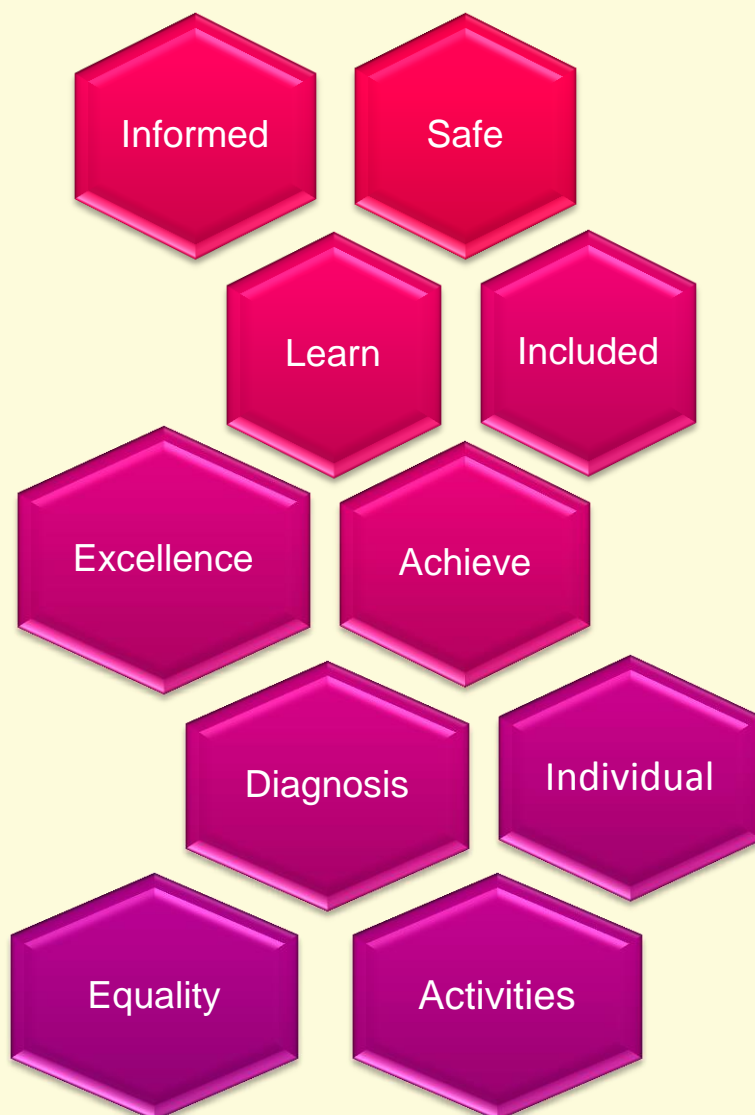 Informed
Safe
Learn
Included
Excellence
Achieve
Diagnosis
Individual
Equality
Activities